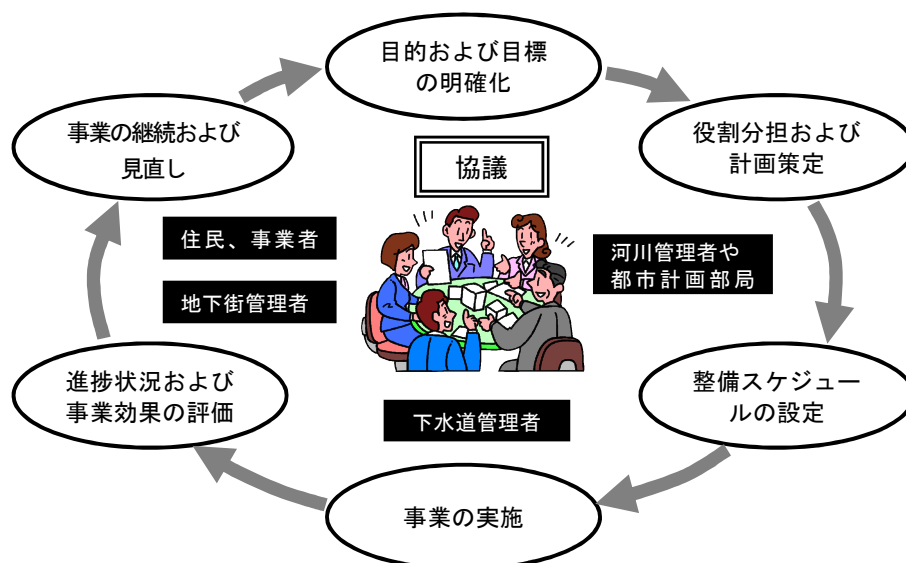 目的および目標
の明確化
役割分担および
計画策定
事業の継続および
見直し
協議
住民、事業者
河川管理者や
都市計画部局
地下街管理者
進捗状況および
事業効果の評価
整備スケジュー
ルの設定
下水道管理者
事業の実施